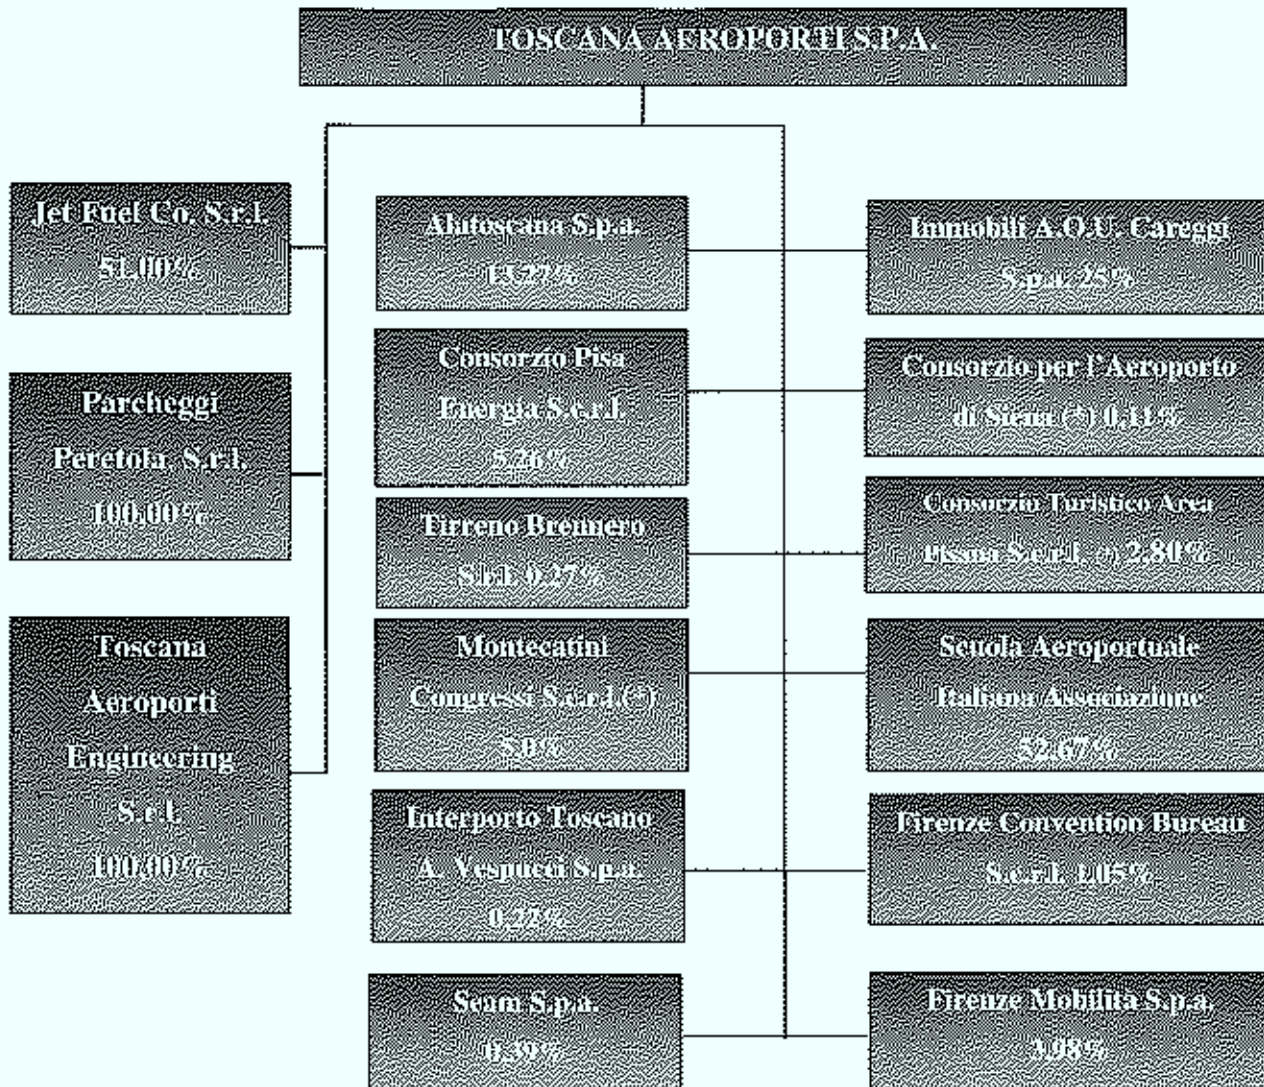 TOSCANA AEROPORTI S.P.A.
Jet Fuel Co. S.r.l.
51.00%
Parcheggi
Peretola, S.r.l.
100.00%
Toscana
Aeroporti
Engineering
S.r.l.
100.00%
Alatoscana S.p.a.
13.27%
Consorzio Pisa
Energia S.c.r.l.
5.26%
Tirreno Brennero
S.r.l. 0.27%
Montecatini
Congressi S.c.r.l.(*)
5.0%
Interporto Toscano
A. Vespucci S.p.a.
0.22%
Seam S.p.a.
0.39%
Immobili A.O.U. Careggi
S.p.a. 25%
Consorzio per l'Aeroporto
di Siena (*) 0.11%
Consorzio Turistico Area
Pisana S.c.r.l. (*) 2.80%
Scuola Aeroportuale
Italiana Associazione
52.67%
Firenze Convention Bureau
S.c.r.l. 1.05%
Firenze Mobilità S.p.a.
3.98%